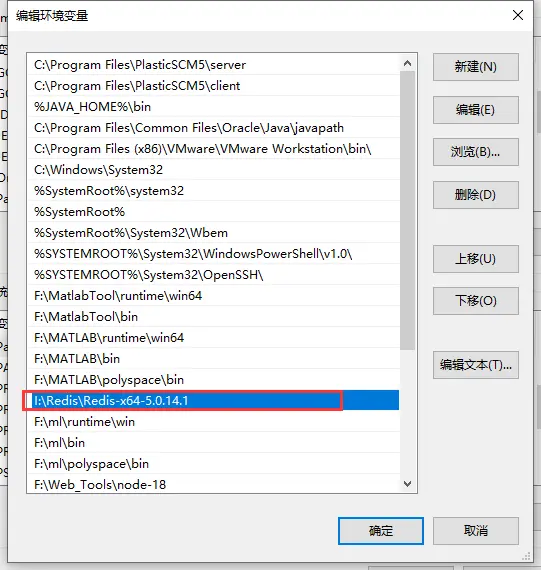 编辑环境变量
C:\Program Files\PlasticSCM5\server
C:\Program Files\PlasticSCM5\client
%JAVA_HOME%\bin
C:\Program Files\Common Files\Oracle\Java\javapath
C:\Program Files (x86)\VMware\VMware Workstation\bin\
C:\Windows\System32
%SystemRoot%\system32
%SystemRoot%
%SystemRoot%\System32\Wbem
%SYSTEMROOT%\System32\WindowsPowerShell\v1.0\
%SYSTEMROOT%\System32\OpenSSH\
F:\MatlabTool\runtime\win64
F:\MatlabTool\bin
F:\MATLAB\runtime\win64
F:\MATLAB\bin
F:\MATLAB\polyspace\bin
I:\Redis\Redis-x64-5.0.14.1
F:\ml\runtime\win
F:\ml\bin
F:\ml\polyspace\bin
F:\Web_Tools\node-18
新建(N)
编辑(E)
浏览(B)...
删除(D)
上移(U)
下移(O)
编辑文本(T)...
确定
取消